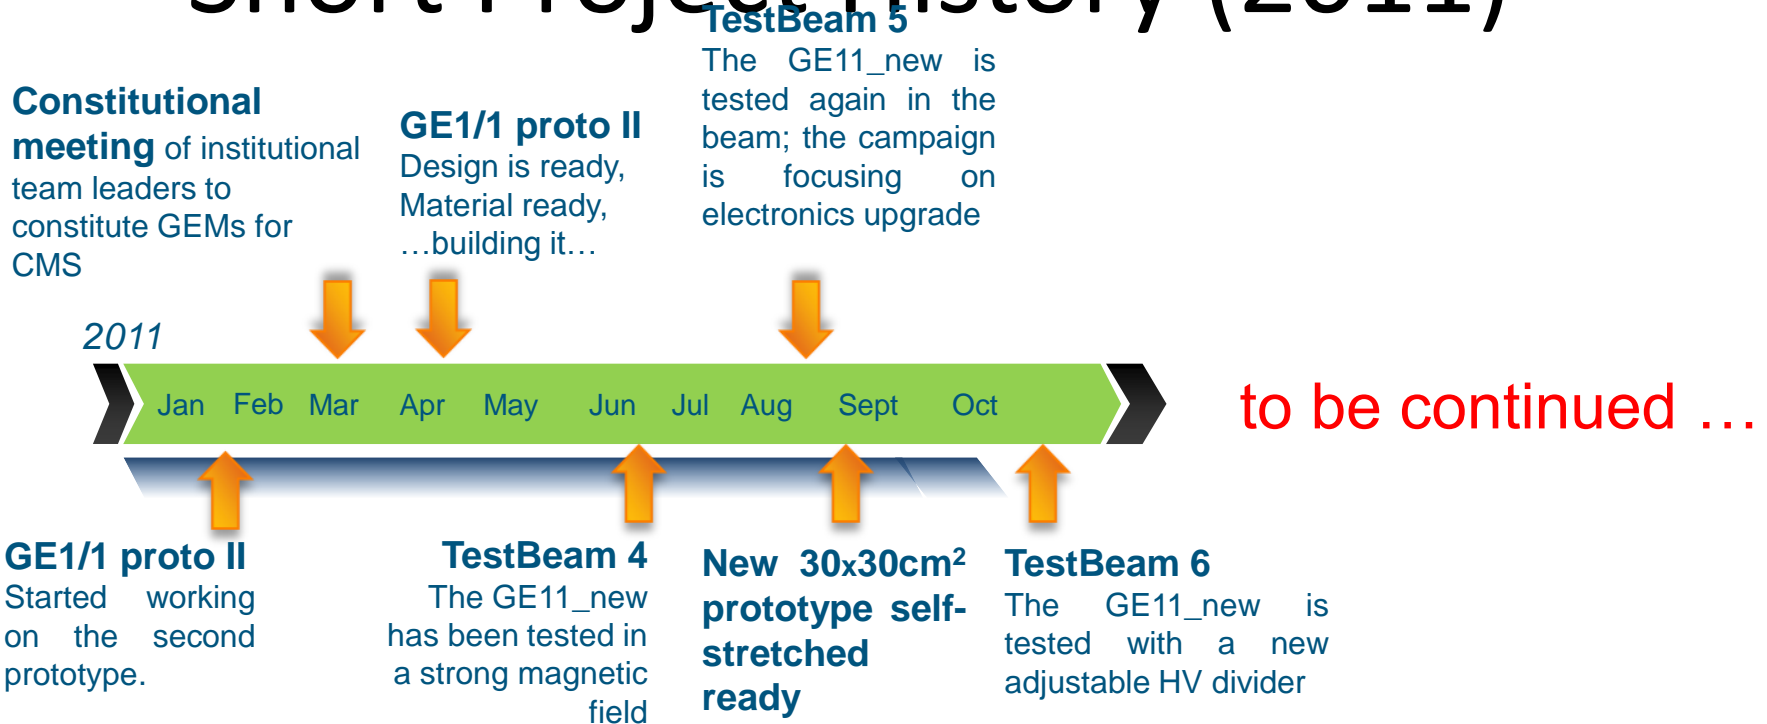 Short Project History (2011)
Constitutional
meeting of institutional
team leaders to
constitute GEMs for
CMS
GE1/1 proto II
Design is ready,
Material ready,
…building it…
TestBeam 5
The GE11_new is
tested again in the
beam; the campaign
is focusing on
electronics upgrade
2011
Jan Feb Mar Apr May Jun Jul Aug Sept Oct
to be continued …
GE1/1 proto II
Started working
on the second
prototype.
TestBeam 4
The GE11_new
has been tested in
a strong magnetic
field
New 30x30cm²
prototype self-
stretched
ready
TestBeam 6
The GE11_new is
tested with a new
adjustable HV divider